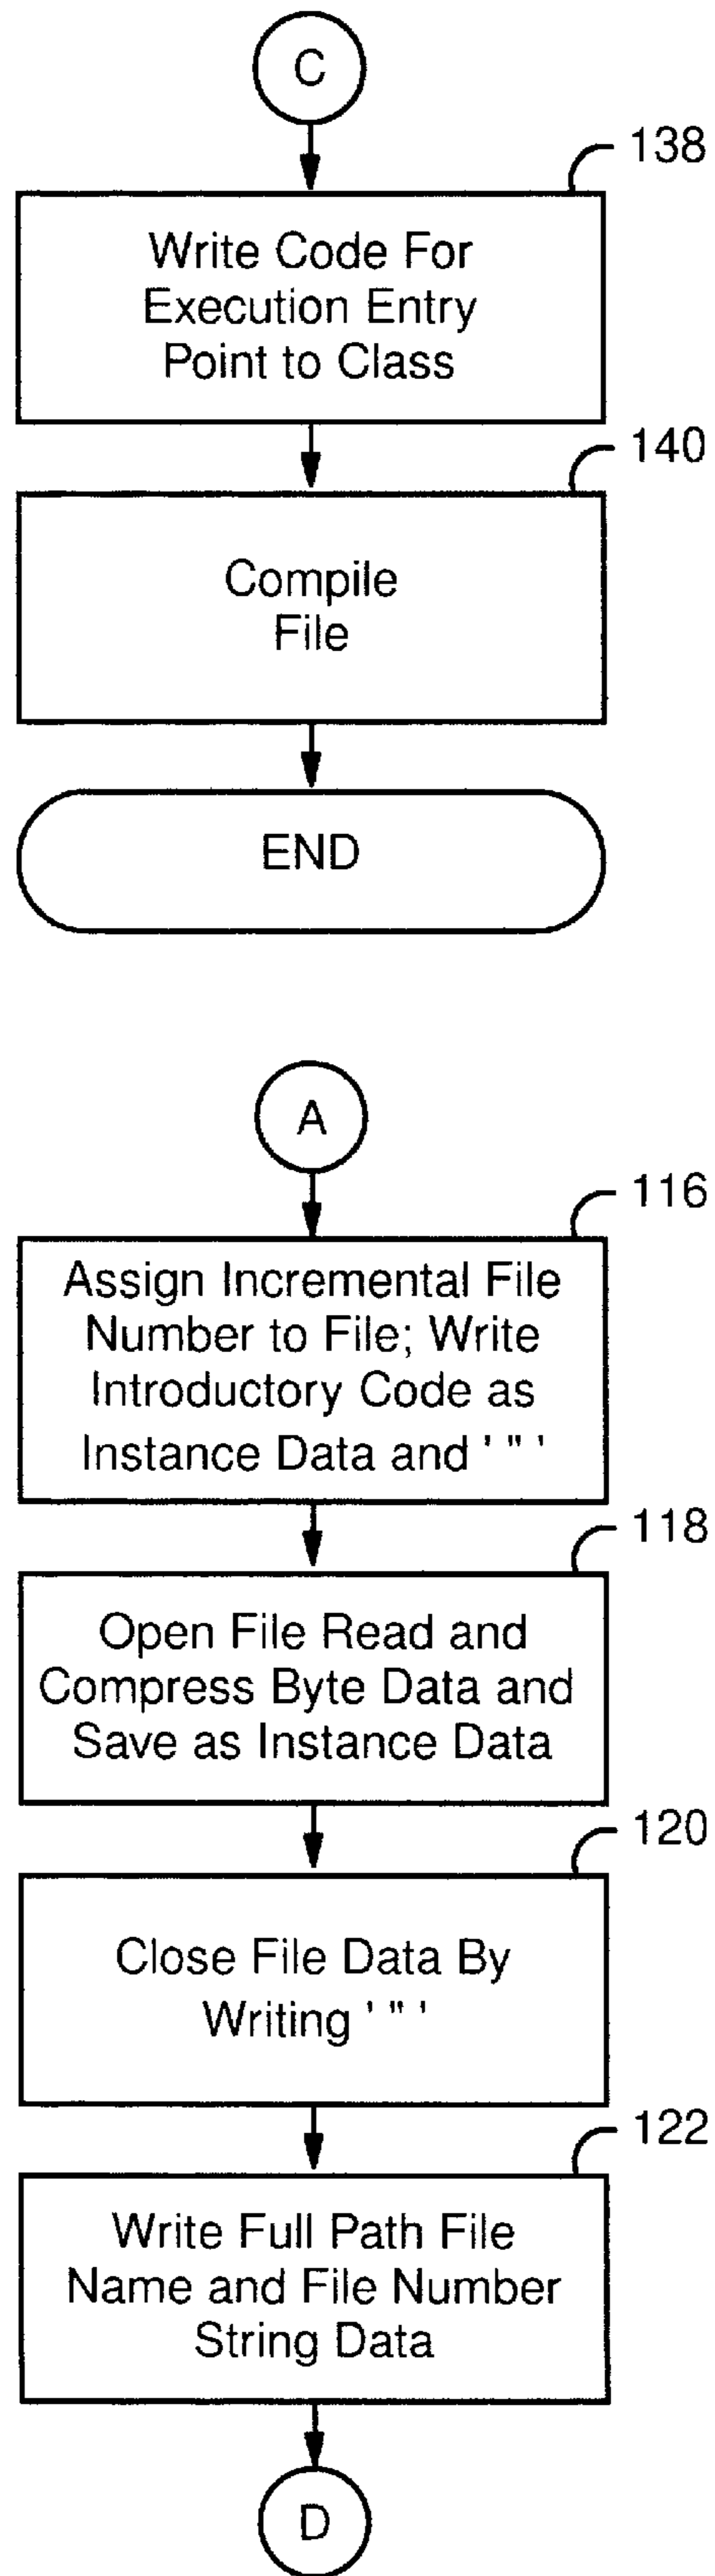 C
138
Write Code For
Execution Entry
Point to Class
140
Compile
File
END
A
116
Assign Incremental File
Number to File; Write
Introductory Code as
Instance Data and ' " '
118
Open File Read and
Compress Byte Data and
Save as Instance Data
120
Close File Data By
Writing ' " '
122
Write Full Path File
Name and File Number
String Data
D